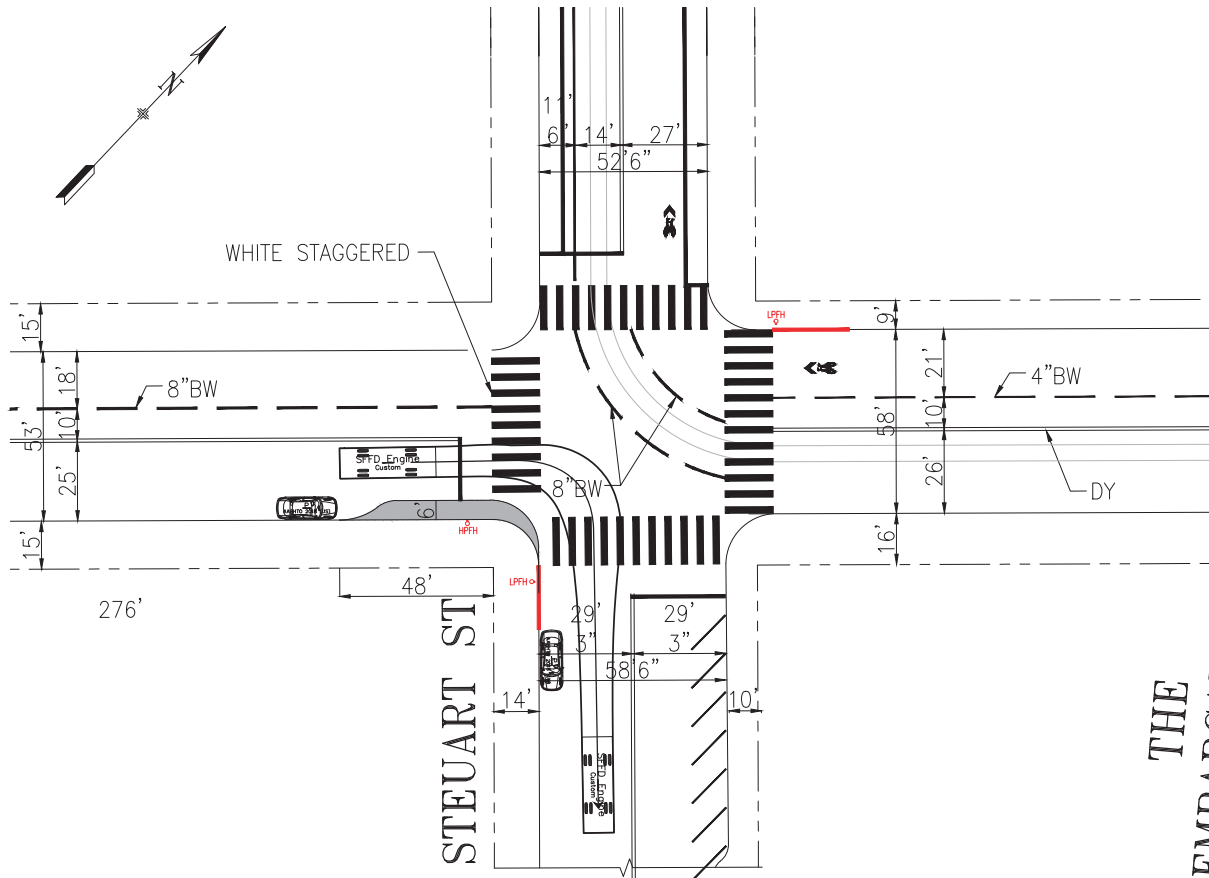 N
11'
6' 14' 27'
52'6"
WHITE STAGGERED
LPFH
15'
9'
18'
8"BW
21'
4"BW
10'
10'
53'
58'
25'
SFFD Engine
Custom
26'
8"BW
DY
6'
HPFH
15'
16'
LPFH
48'
276'
29' 29'
3" 3"
58'6"
14'
10'
STEUART ST
SFFD Engine
Custom
THE